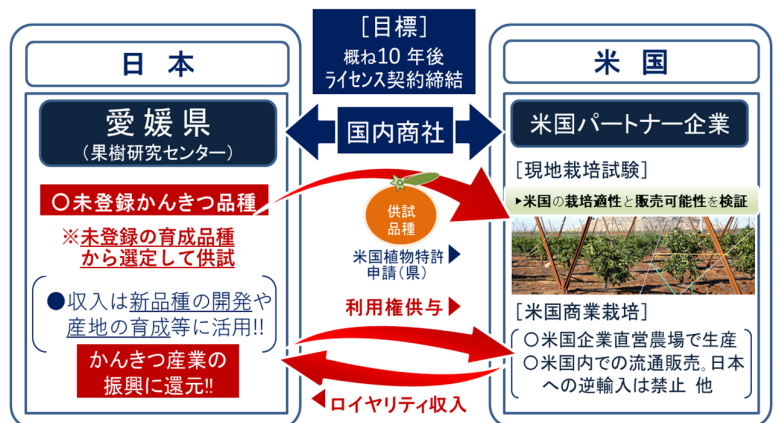 ［目標］
概ね10 年後
ライセンス契約締結
日 本
米 国
愛媛県
（果樹研究センター）
国内商社
米国パートナー企業
［現地栽培試験］
〇未登録かんきつ品種
▶米国の栽培適性と販売可能性を検証
供試
品種
※未登録の育成品種
から選定して供試
米国植物特許▶
申請（県）
●収入は新品種の開発や
産地の育成等に活用!!
利用権供与▶
［米国商業栽培］
〇米国企業直営農場で生産
〇米国内での流通販売。日本
への逆輸入は禁止 他
かんきつ産業の
振興に還元!!
◀ロイヤリティ収入